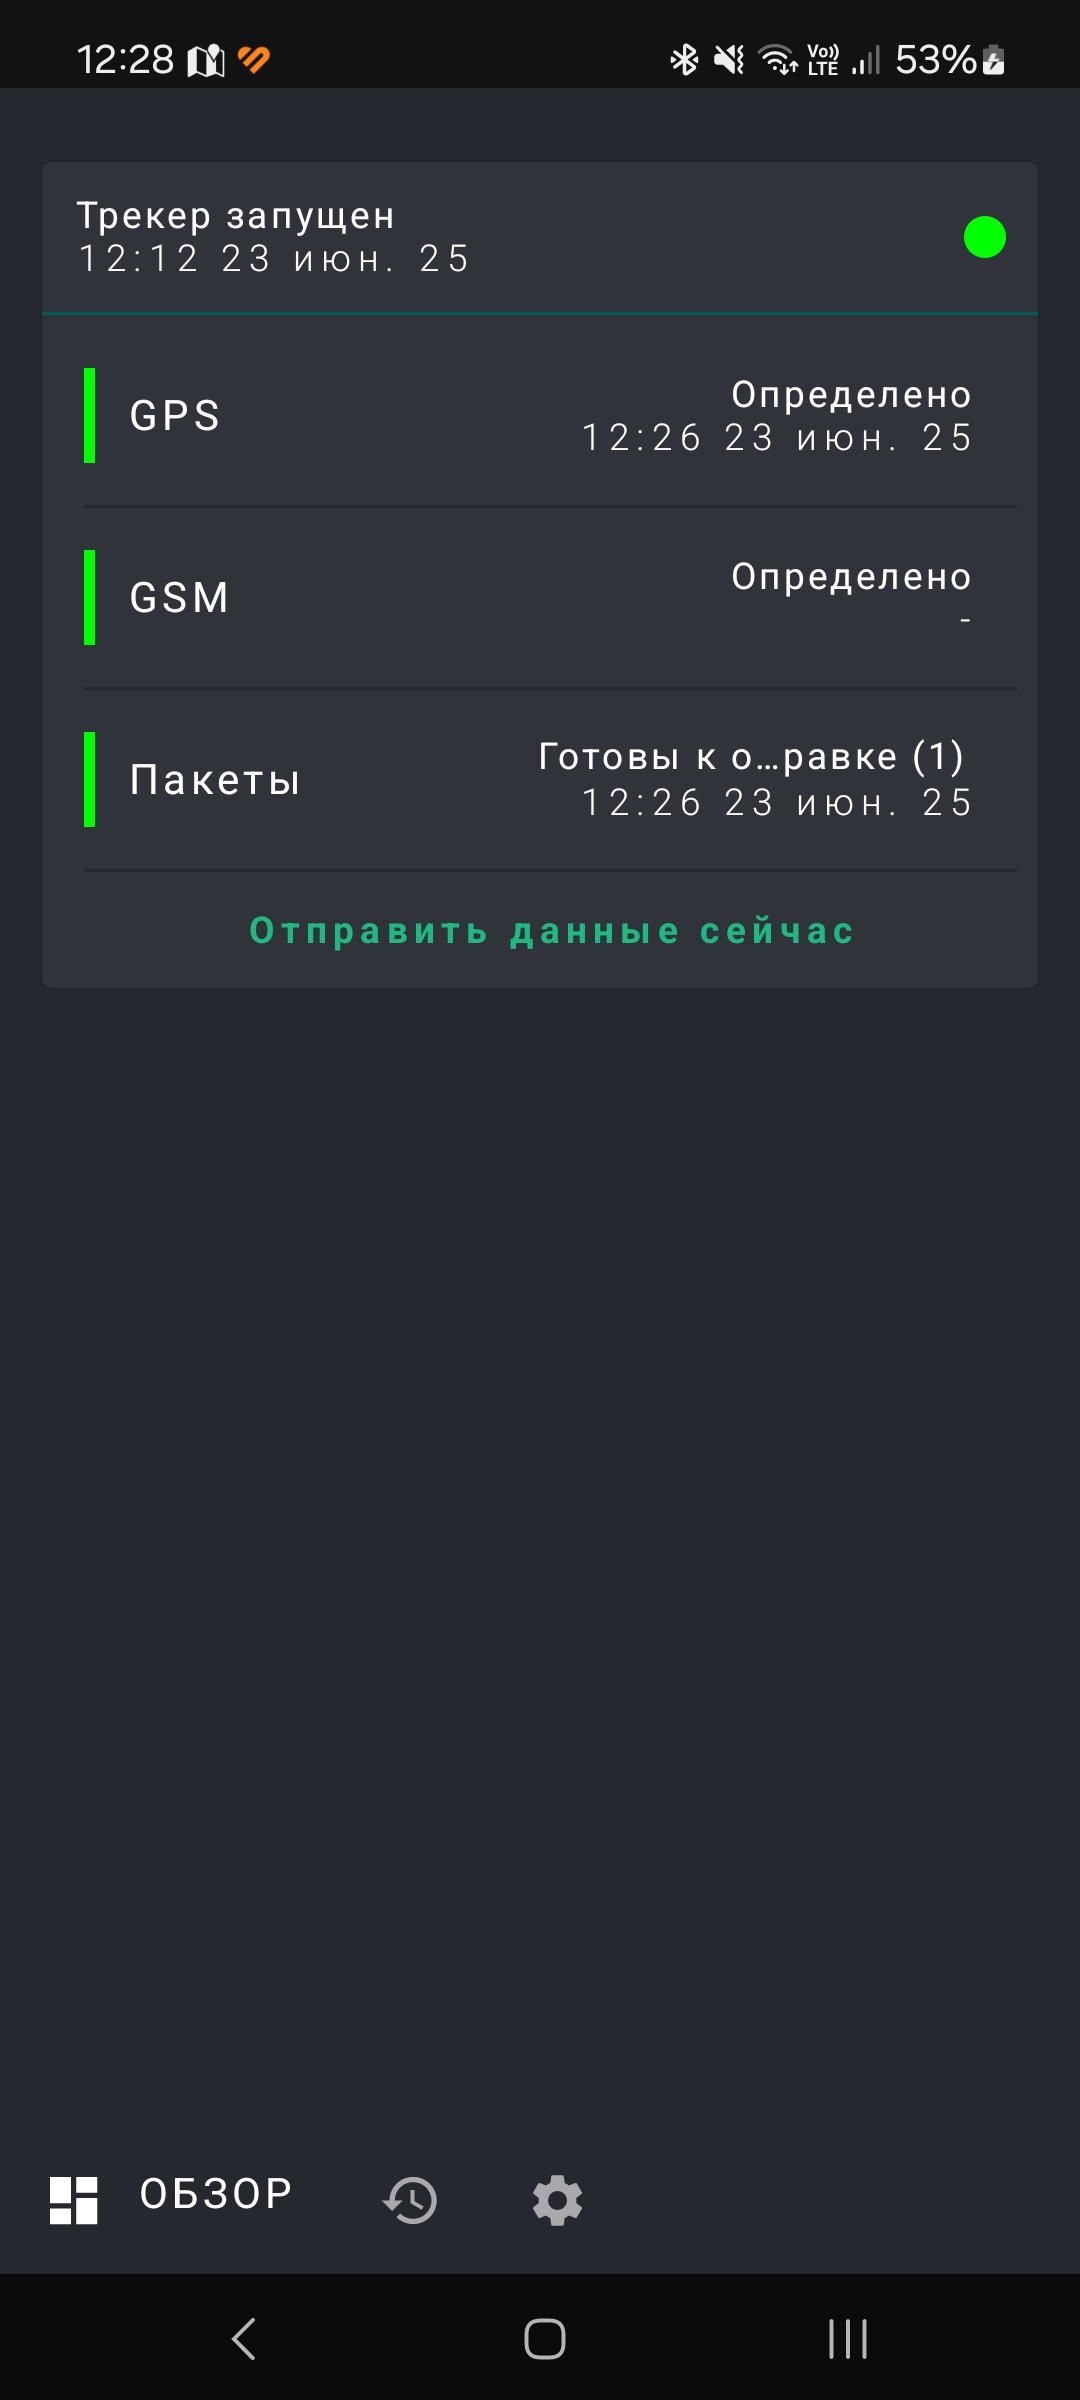 12:28
Vo)) LTE
53%
Трекер запущен
12:12 23 июн. 25
GPS
Определено
12:26 23 июн. 25
GSM
Определено
-
Пакеты
Готовы к о...равке (1)
12:26 23 июн. 25
Отправить данные сейчас
ОБЗОР